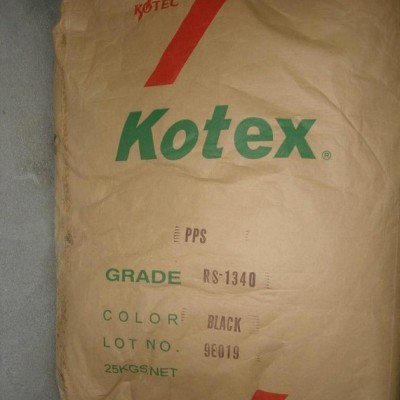 KOTEC
Kotex®
PPS
GRADE RS-1340
COLOR BLACK
LOT NO. 9E019
25KGS NET